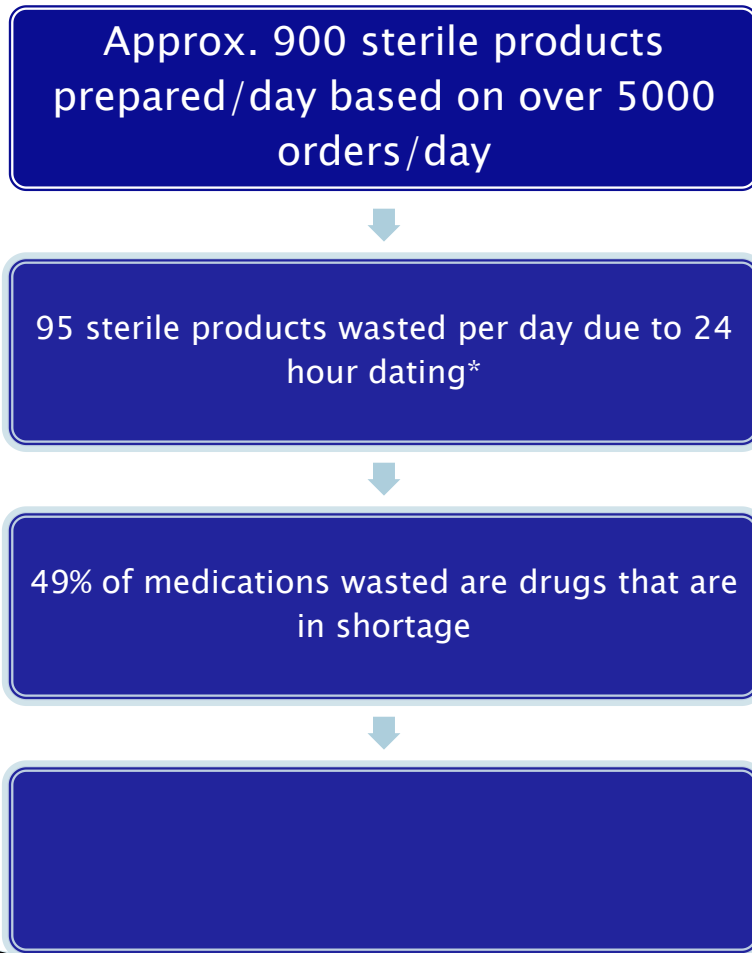 Approx. 900 sterile products
prepared/day based on over 5000
orders/day
95 sterile products wasted per day due to 24
hour dating*
49% of medications wasted are drugs that are
in shortage